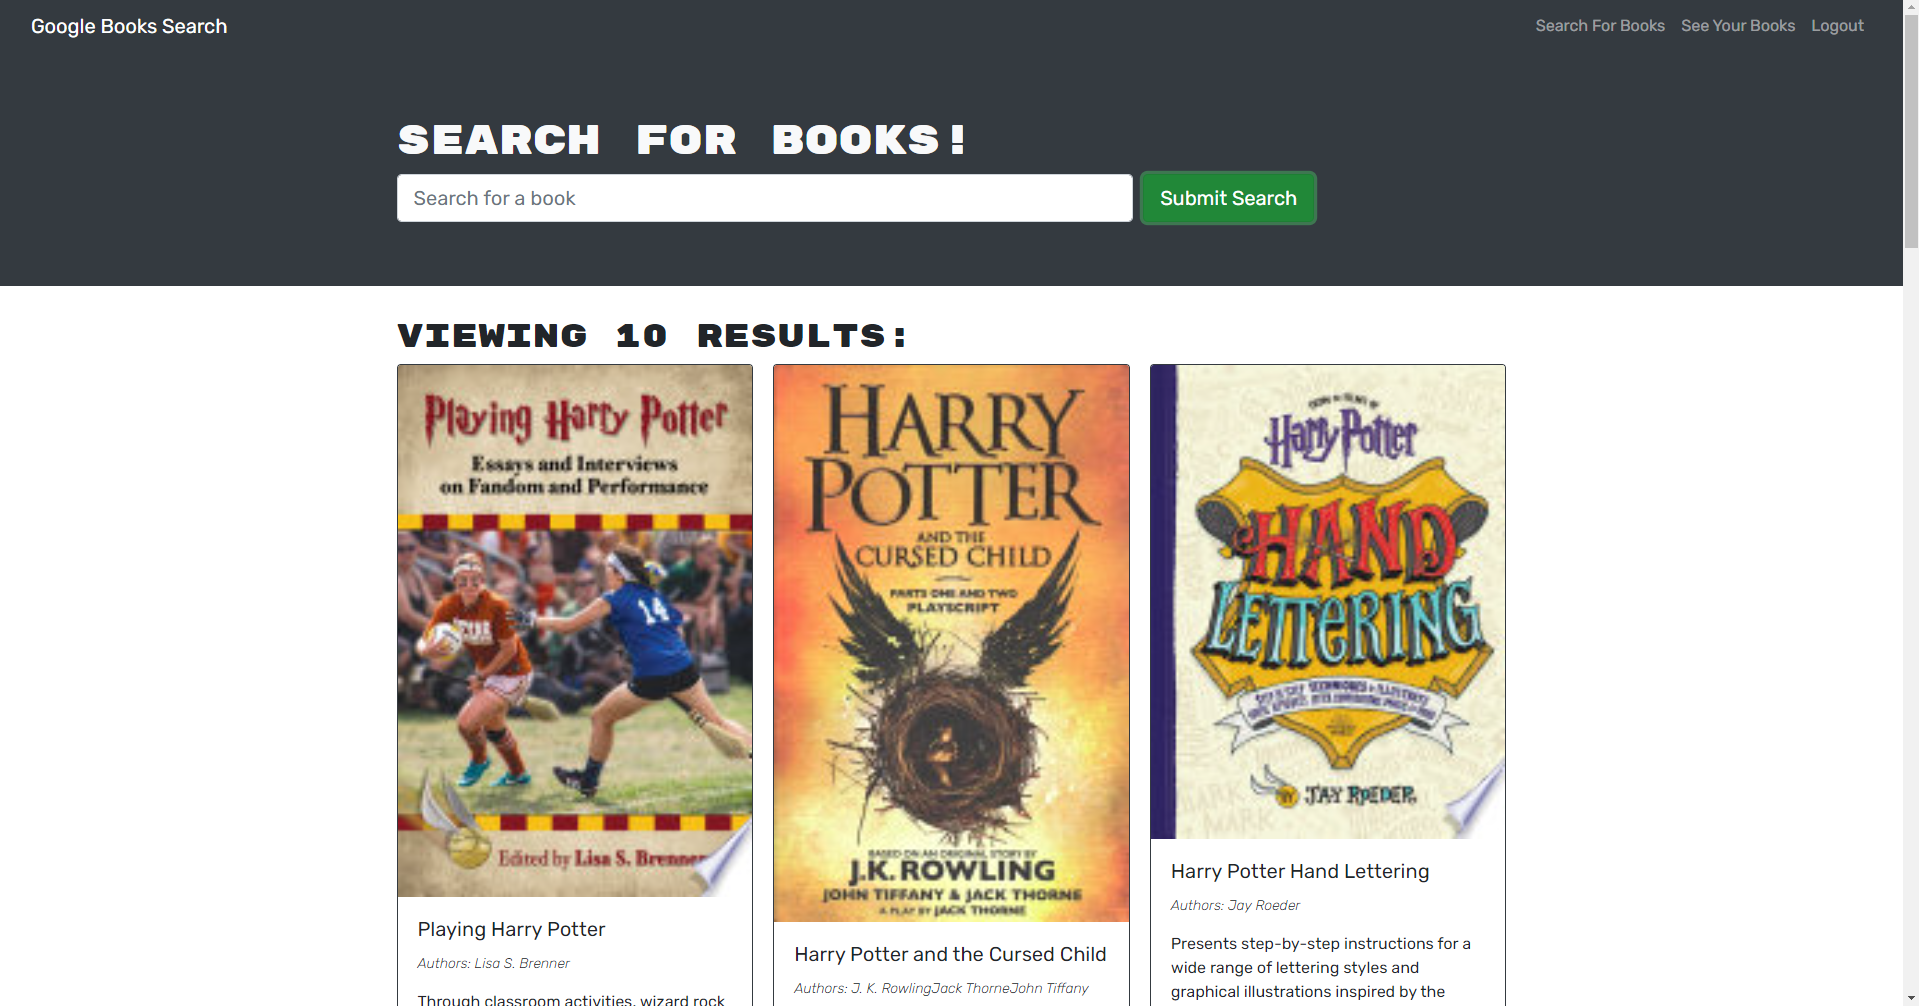 Google Books Search
Search For Books
See Your Books
Logout
SEARCH FOR BOOKS!
Search for a book
Submit Search
VIEWING 10 RESULTS:
Playing Harry Potter
Essays and Interviews
on Fandom and Performance
14
Edited by Lisa S. Brenner
Playing Harry Potter
Authors: Lisa S. Brenner
Through classroom activities, wizard rock
HARRY
POTTER
AND THE
CURSED CHILD
PARTS ONE AND TWO
PLAYSCRIPT
BASED ON AN ORIGINAL STORY BY
J.K. ROWLING
JOHN TIFFANY & JACK THORNE
A PLAY BY JACK THORNE
Harry Potter and the Cursed Child
Authors: J. K. RowlingJack ThorneJohn Tiffany
Harry Potter
HAND
LETTERING
JAY ROEDER
Harry Potter Hand Lettering
Authors: Jay Roeder
Presents step-by-step instructions for a
wide range of lettering styles and
graphical illustrations inspired by the